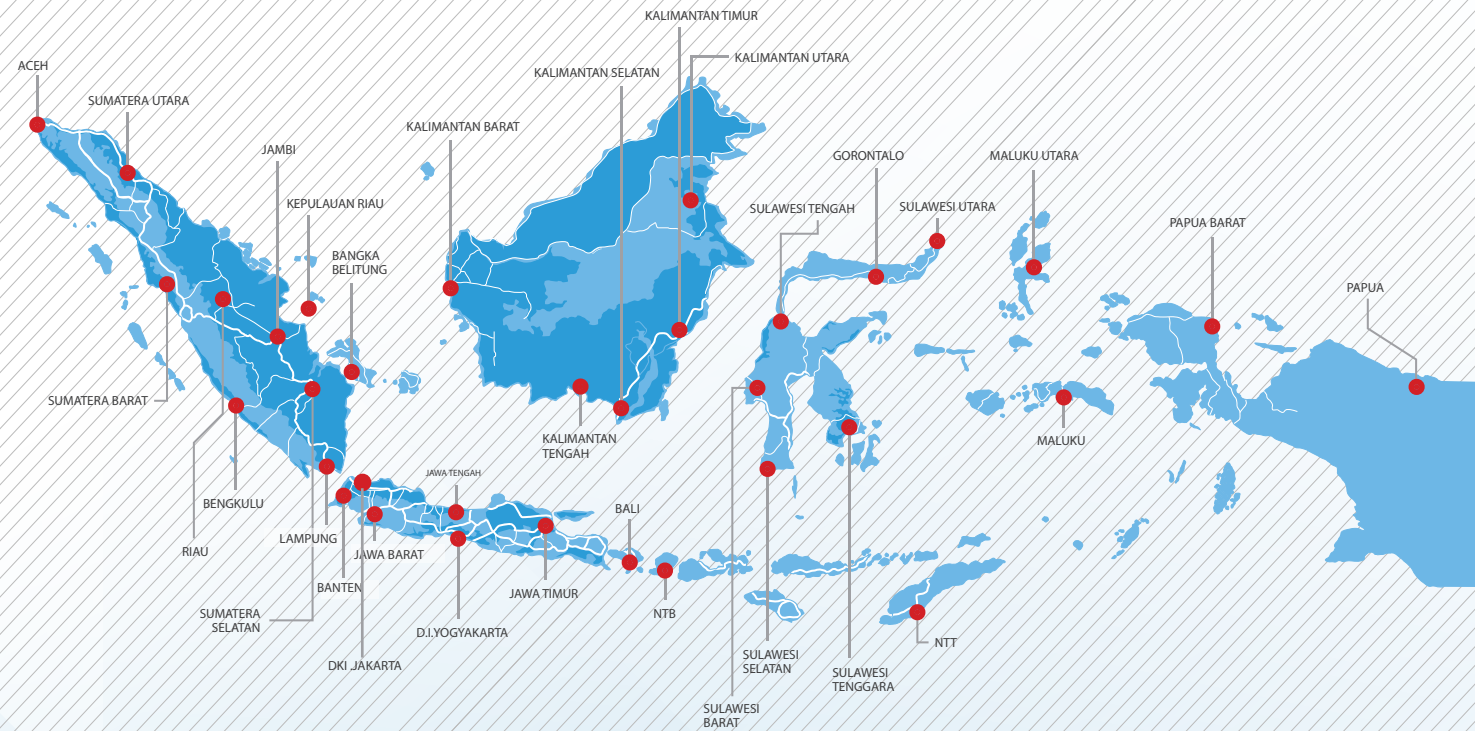 KALIMANTAN TIMUR
KALIMANTAN UTARA
ACEH
KALIMANTAN SELATAN
SUMATERA UTARA
KALIMANTAN BARAT
JAMBI
GORONTALO
MALUKU UTARA
KEPULAUAN RIAU
SULAWESI TENGAH
SULAWESI UTARA
PAPUA BARAT
BANGKA
BELITUNG
PAPUA
SUMATERA BARAT
KALIMANTAN
TENGAH
MALUKU
JAWA TENGAH
BENGKULU
BALI
LAMPUNG
RIAU
JAWA BARAT
BANTEN
JAWA TIMUR
SUMATERA
SELATAN
NTB
D.I.YOGYAKARTA
NTT
DKI JAKARTA
SULAWESI
SELATAN
SULAWESI
TENGGARA
SULAWESI
BARAT